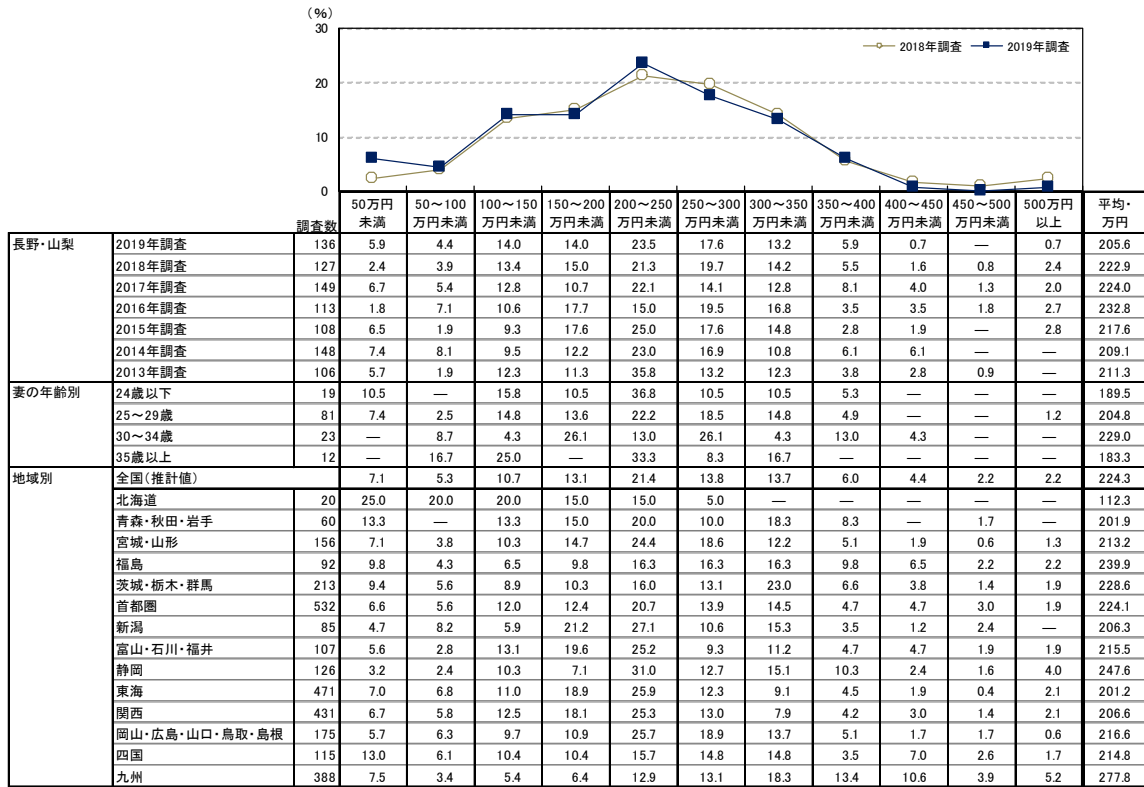 (%)
30
20
10
0
2018年調査 2019年調査
調査数 50万円未満 50～100万円未満 100～150万円未満 150～200万円未満 200～250万円未満 250～300万円未満 300～350万円未満 350～400万円未満 400～450万円未満 450～500万円未満 500万円以上 平均・万円
長野・山梨 2019年調査 136 5.9 4.4 14.0 14.0 23.5 17.6 13.2 5.9 0.7 ― 0.7 205.6
2018年調査 127 2.4 3.9 13.4 15.0 21.3 19.7 14.2 5.5 1.6 0.8 2.4 222.9
2017年調査 149 6.7 5.4 12.8 10.7 22.1 14.1 12.8 8.1 4.0 1.3 2.0 224.0
2016年調査 113 1.8 7.1 10.6 17.7 15.0 19.5 16.8 3.5 3.5 1.8 2.7 232.8
2015年調査 108 6.5 1.9 9.3 17.6 25.0 17.6 14.8 2.8 1.9 ― 2.8 217.6
2014年調査 148 7.4 8.1 9.5 12.2 23.0 16.9 10.8 6.1 6.1 ― ― 209.1
2013年調査 106 5.7 1.9 12.3 11.3 35.8 13.2 12.3 3.8 2.8 0.9 ― 211.3
妻の年齢別 24歳以下 19 10.5 ― 15.8 10.5 36.8 10.5 10.5 5.3 ― ― ― 189.5
25～29歳 81 7.4 2.5 14.8 13.6 22.2 18.5 14.8 4.9 ― ― 1.2 204.8
30～34歳 23 ― 8.7 4.3 26.1 13.0 26.1 4.3 13.0 4.3 ― ― 229.0
35歳以上 12 ― 16.7 25.0 ― 33.3 8.3 16.7 ― ― ― ― 183.3
地域別 全国(推計値) 7.1 5.3 10.7 13.1 21.4 13.8 13.7 6.0 4.4 2.2 2.2 224.3
北海道 20 25.0 20.0 20.0 15.0 15.0 5.0 ― ― ― ― ― 112.3
青森・秋田・岩手 60 13.3 ― 13.3 15.0 20.0 10.0 18.3 8.3 ― 1.7 ― 201.9
宮城・山形 156 7.1 3.8 10.3 14.7 24.4 18.6 12.2 5.1 1.9 0.6 1.3 213.2
福島 92 9.8 4.3 6.5 9.8 16.3 16.3 16.3 9.8 6.5 2.2 2.2 239.9
茨城・栃木・群馬 213 9.4 5.6 8.9 10.3 16.0 13.1 23.0 6.6 3.8 1.4 1.9 228.6
首都圏 532 6.6 5.6 12.0 12.4 20.7 13.9 14.5 4.7 4.7 3.0 1.9 224.1
新潟 85 4.7 8.2 5.9 21.2 27.1 10.6 15.3 3.5 1.2 2.4 ― 206.3
富山・石川・福井 107 5.6 2.8 13.1 19.6 25.2 9.3 11.2 4.7 4.7 1.9 1.9 215.5
静岡 126 3.2 2.4 10.3 7.1 31.0 12.7 15.1 10.3 2.4 1.6 4.0 247.6
東海 471 7.0 6.8 11.0 18.9 25.9 12.3 9.1 4.5 1.9 0.4 2.1 201.2
関西 431 6.7 5.8 12.5 18.1 25.3 13.0 7.9 4.2 3.0 1.4 2.1 206.6
岡山・広島・山口・鳥取・島根 175 5.7 6.3 9.7 10.9 25.7 18.9 13.7 5.1 1.7 1.7 0.6 216.6
四国 115 13.0 6.1 10.4 10.4 15.7 14.8 14.8 3.5 7.0 2.6 1.7 214.8
九州 388 7.5 3.4 5.4 6.4 12.9 13.1 18.3 13.4 10.6 3.9 5.2 277.8